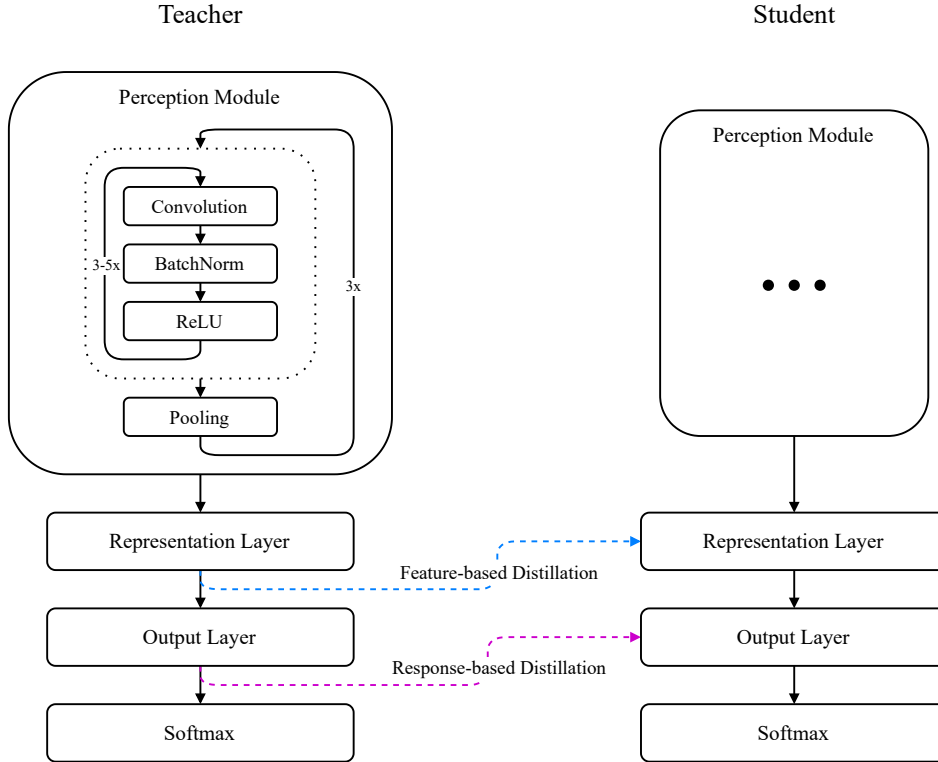 Teacher
Student
Perception Module
Convolution
BatchNorm
ReLU
3-5x
3x
Pooling
Perception Module
Representation Layer
Feature-based Distillation
Representation Layer
Output Layer
Response-based Distillation
Output Layer
Softmax
Softmax